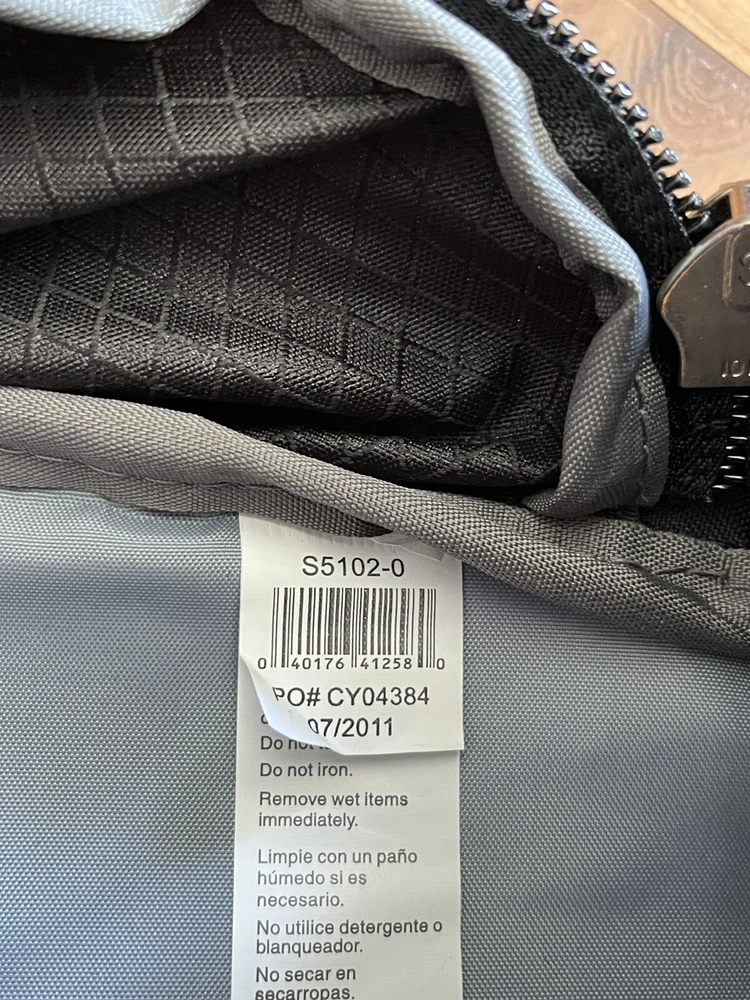 S5102-0
0 40176 41258 0
PO# CY04384
07/2011
Do not
Do not iron.
Remove wet items
immediately.
Limpie con un paño
húmedo si es
necesario.
No utilice detergente o
blanqueador.
No secar en
secarropas.